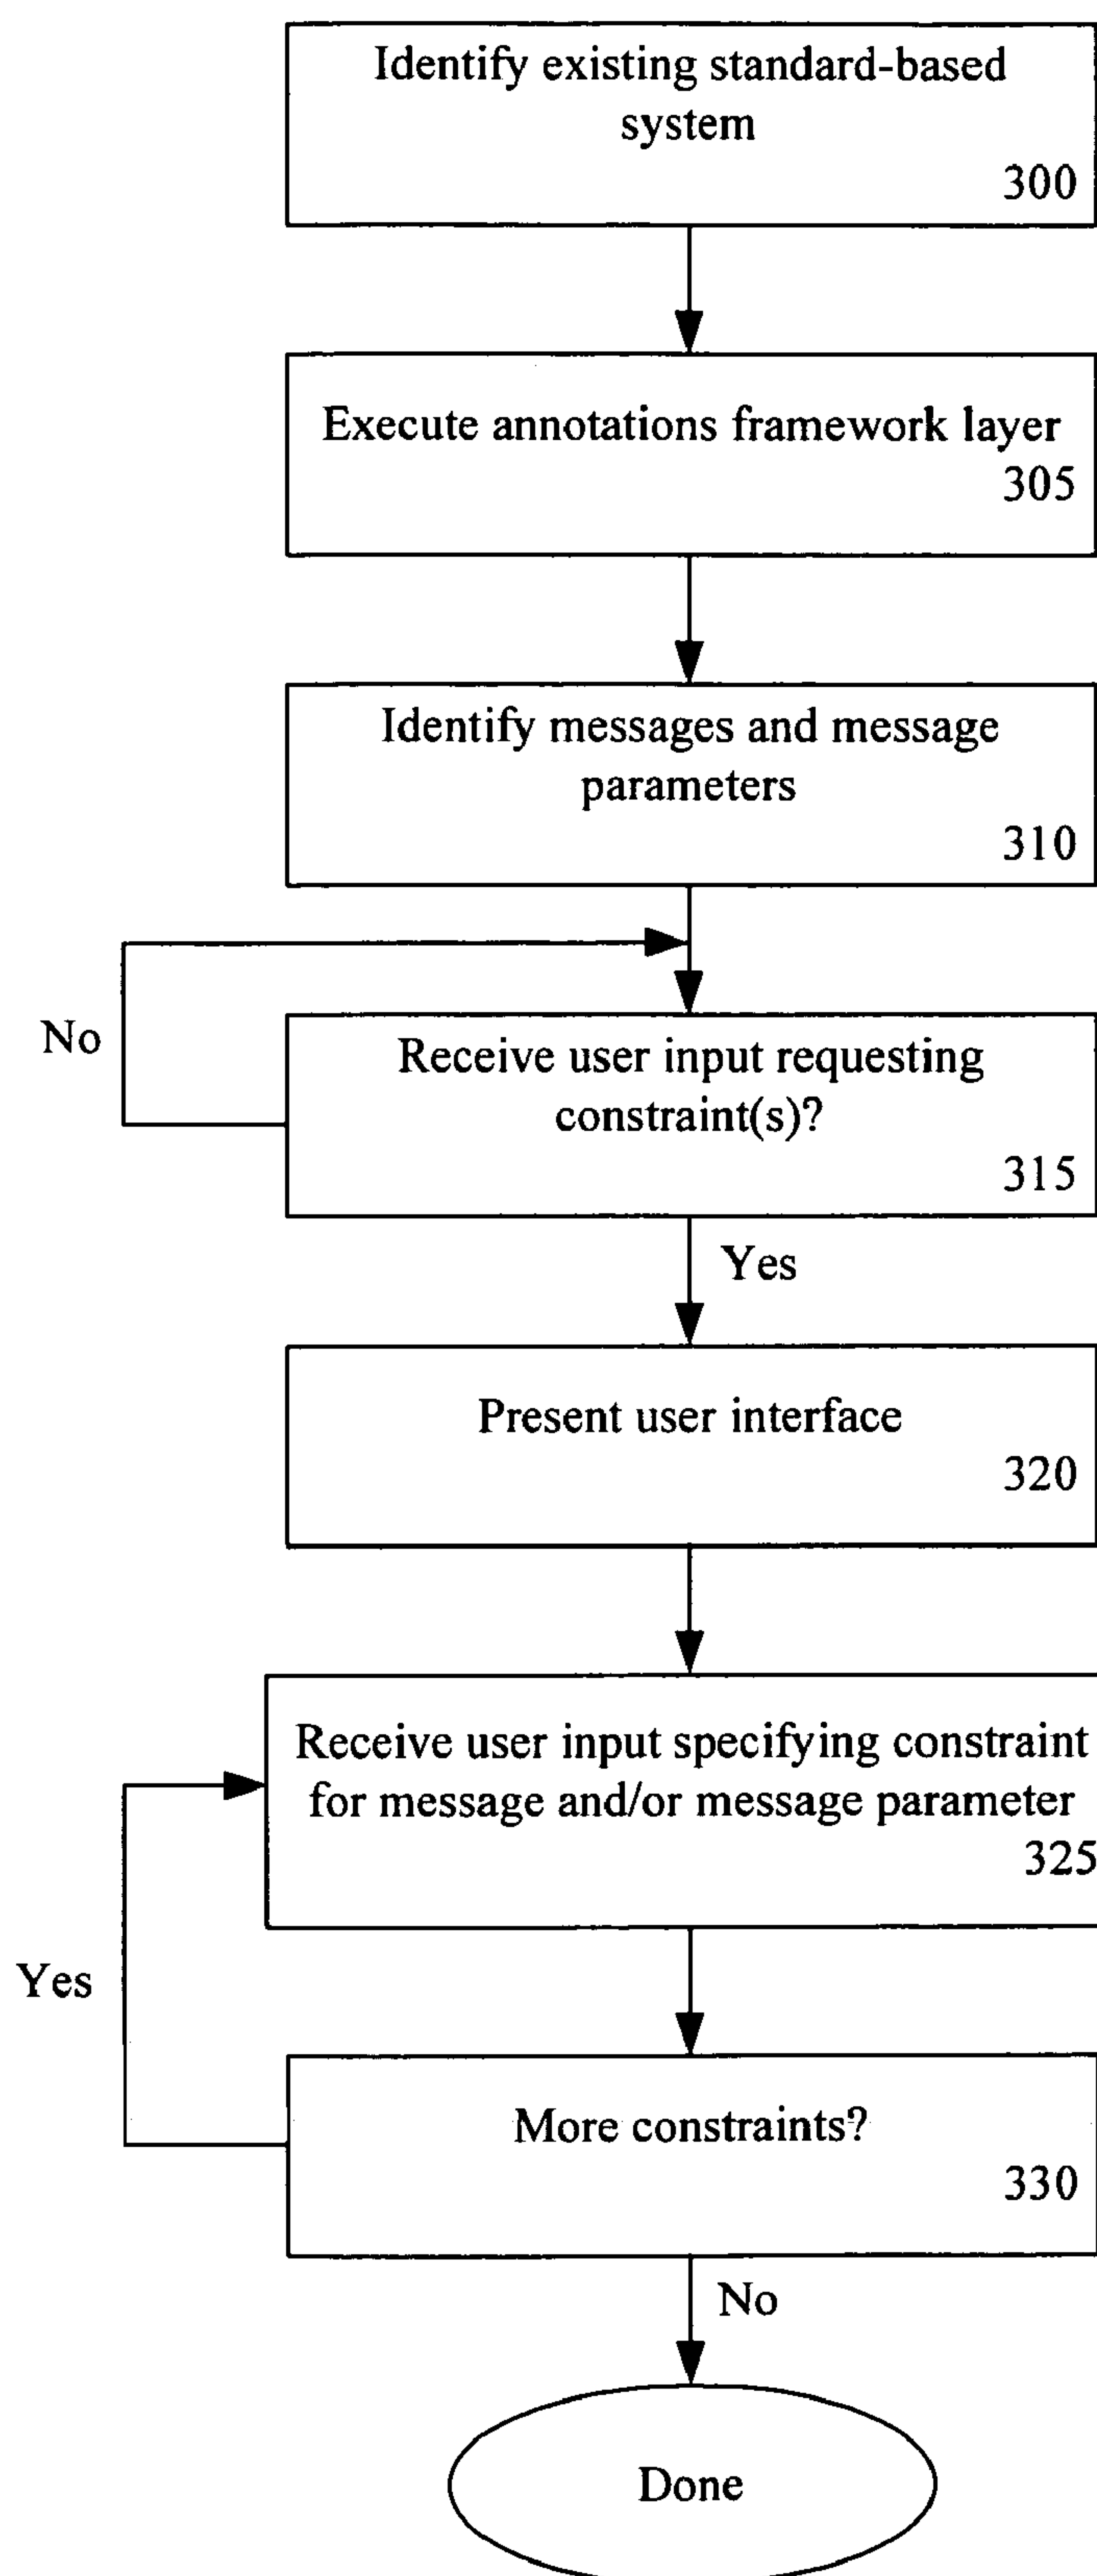 Identify existing standard-based
system
300
Execute annotations framework layer
305
Identify messages and message
parameters
310
No
Receive user input requesting
constraint(s)?
315
Yes
Present user interface
320
Receive user input specifying constraint
for message and/or message parameter
325
Yes
More constraints?
330
No
Done